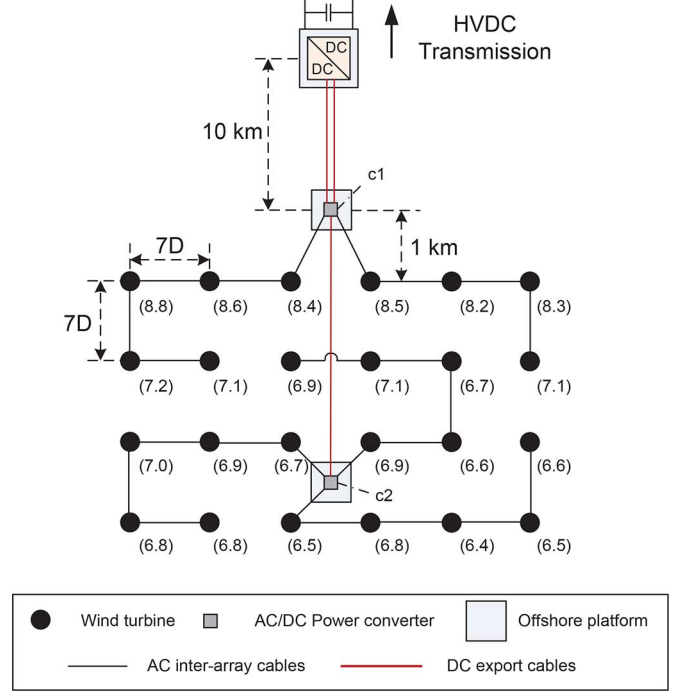 HVDC
Transmission
DC
DC
10 km
c1
1 km
7D
(8.8) (8.6) (8.4) (8.5) (8.2) (8.3)
7D
(7.2) (7.1) (6.9) (7.1) (6.7) (7.1)
(7.0) (6.9) (6.7) (6.9) (6.6) (6.6)
c2
(6.8) (6.8) (6.5) (6.8) (6.4) (6.5)
Wind turbine AC/DC Power converter Offshore platform
AC inter-array cables DC export cables